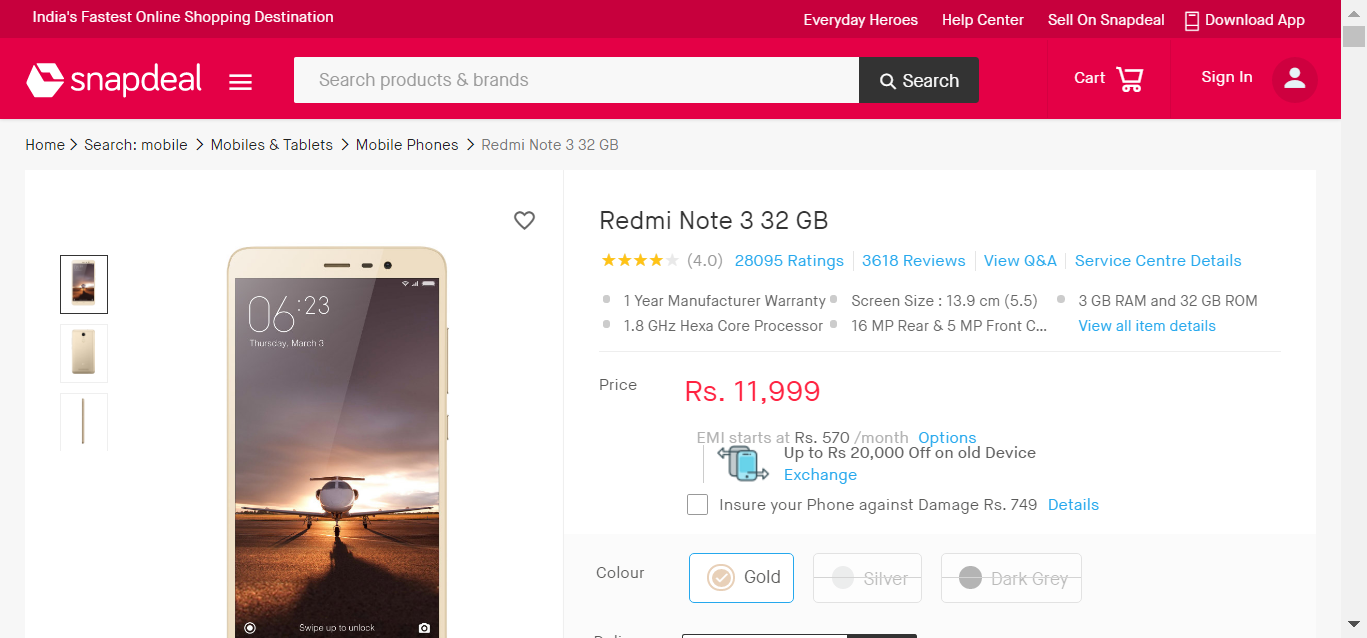 India's Fastest Online Shopping Destination
Everyday Heroes Help Center Sell On Snapdeal Download App
snapdeal
Search products & brands
Search
Cart
Sign In
Home > Search: mobile > Mobiles & Tablets > Mobile Phones > Redmi Note 3 32 GB
Redmi Note 3 32 GB
(4.0) 28095 Ratings 3618 Reviews View Q&A Service Centre Details
1 Year Manufacturer Warranty Screen Size : 13.9 cm (5.5) 3 GB RAM and 32 GB ROM
1.8 GHz Hexa Core Processor 16 MP Rear & 5 MP Front C... View all item details
06:23
Thursday, March 3
Swipe up to unlock
Price Rs. 11,999
EMI starts at Rs. 570 /month Options
Up to Rs 20,000 Off on old Device
Exchange
Insure your Phone against Damage Rs. 749 Details
Colour Gold Silver Dark Grey